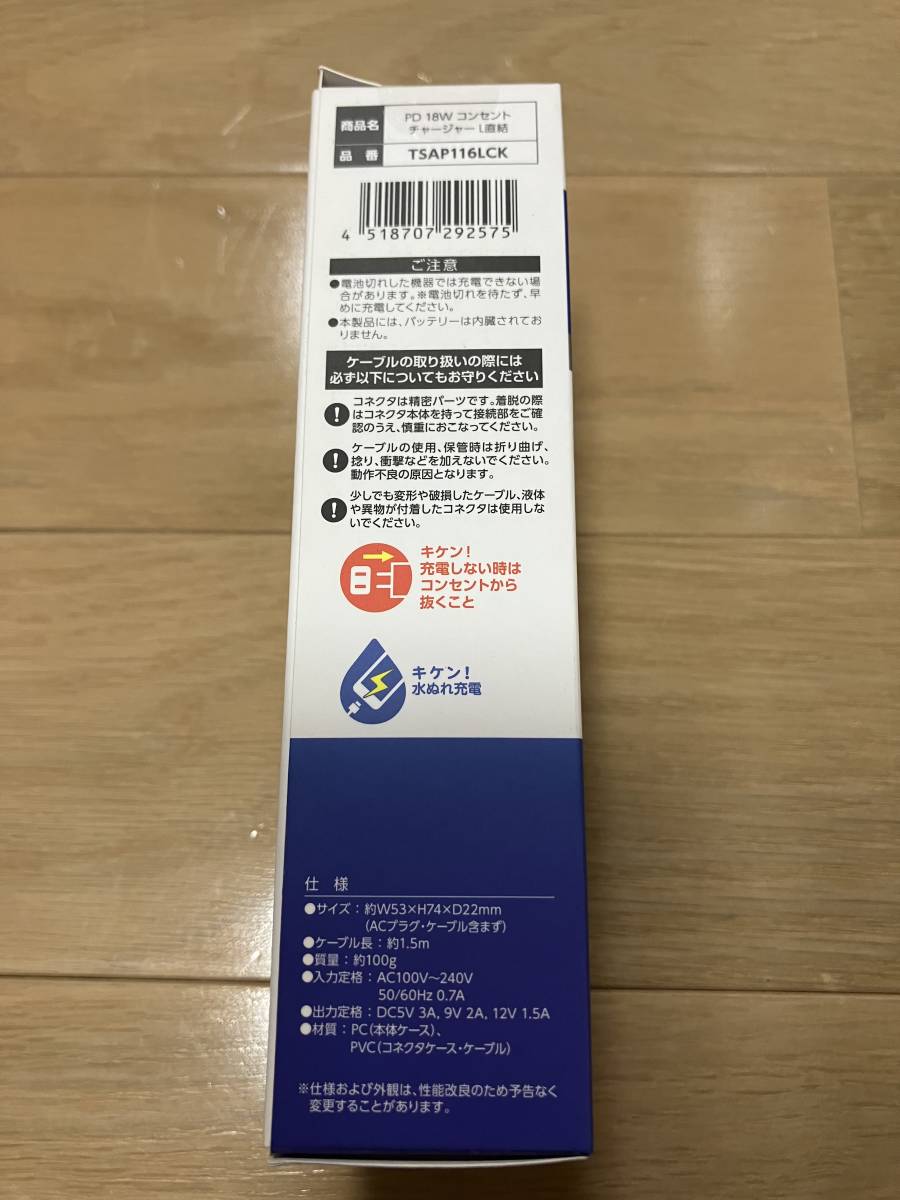 商品名 PD 18W コンセント
チャージャー L直結
品 番 TSAP116LCK
4 518707 292575
ご注意
●電池切れした機器では充電できない場
合があります。※電池切れを待たず、早
めに充電してください。
●本製品には、バッテリーは内臓されてお
りません。
ケーブルの取り扱いの際には
必ず以下についてもお守りください
! コネクタは精密パーツです。着脱の際
はコネクタ本体を持って接続部をご確
認のうえ、慎重におこなってください。
! ケーブルの使用、保管時は折り曲げ、
捻り、衝撃などを加えないでください。
動作不良の原因となります。
! 少しでも変形や破損したケーブル、液体
や異物が付着したコネクタは使用しな
いでください。
キケン!
充電しない時は
コンセントから
抜くこと
キケン!
水ぬれ充電
仕 様
●サイズ:約W53×H74×D22mm
(ACプラグ・ケーブル含まず)
●ケーブル長:約1.5m
●質量:約100g
●入力定格:AC100V～240V
50/60Hz 0.7A
●出力定格:DC5V 3A, 9V 2A, 12V 1.5A
●材質:PC(本体ケース)、
PVC(コネクタケース・ケーブル)
※仕様および外観は、性能改良のため予告なく
変更することがあります。